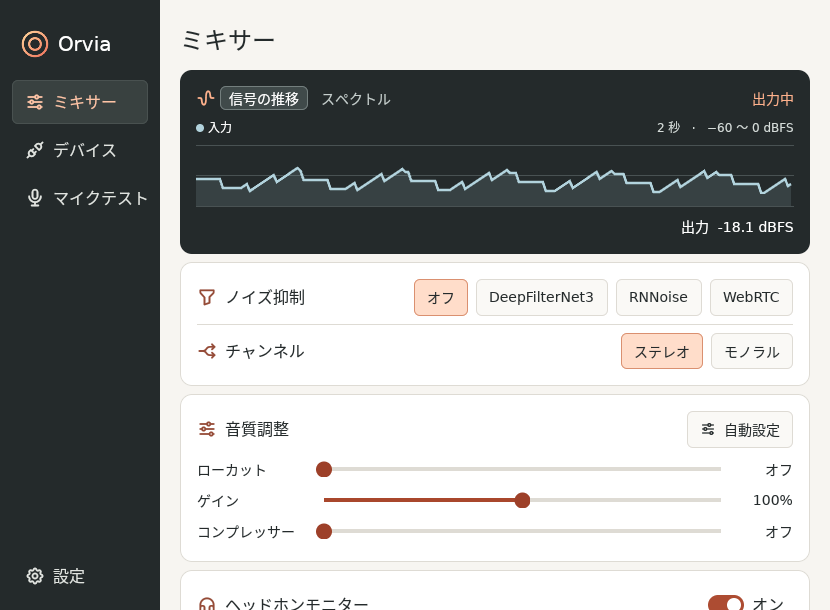 Orvia
ミキサー
デバイス
マイクテスト
設定
ミキサー
信号の推移 スペクトル 出力中
入力 2 秒 · −60 〜 0 dBFS
出力 -18.1 dBFS
ノイズ抑制 オフ DeepFilterNet3 RNNoise WebRTC
チャンネル ステレオ モノラル
音質調整 自動設定
ローカット オフ
ゲイン 100%
コンプレッサー オフ
ヘッドホンモニター オン